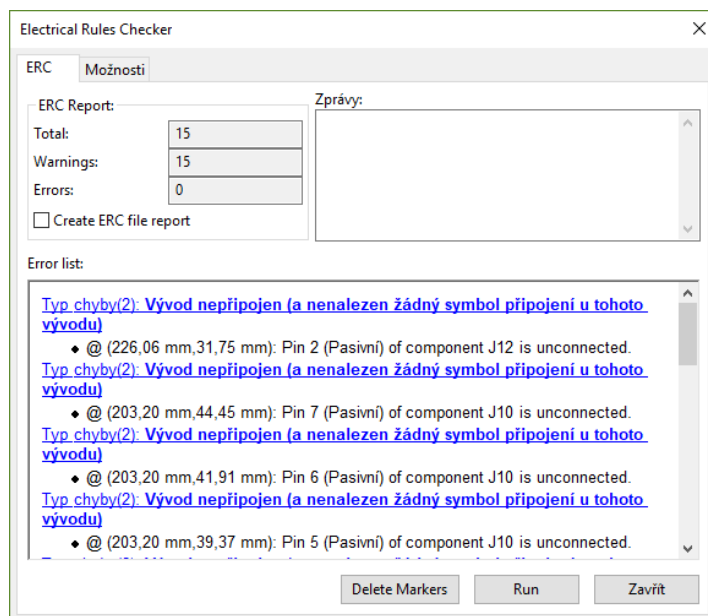 Electrical Rules Checker
ERC
Možnosti
ERC Report:
Zprávy:
Total:
15
Warnings:
15
Errors:
0
Create ERC file report
Error list:
Typ chyby(2): Vývod nepřipojen (a nenalezen žádný symbol připojení u tohoto
vývodu)
@ (226,06 mm,31,75 mm): Pin 2 (Pasivní) of component J12 is unconnected.
Typ chyby(2): Vývod nepřipojen (a nenalezen žádný symbol připojení u tohoto
vývodu)
@ (203,20 mm,44,45 mm): Pin 7 (Pasivní) of component J10 is unconnected.
Typ chyby(2): Vývod nepřipojen (a nenalezen žádný symbol připojení u tohoto
vývodu)
@ (203,20 mm,41,91 mm): Pin 6 (Pasivní) of component J10 is unconnected.
Typ chyby(2): Vývod nepřipojen (a nenalezen žádný symbol připojení u tohoto
vývodu)
@ (203,20 mm,39,37 mm): Pin 5 (Pasivní) of component J10 is unconnected.
Delete Markers
Run
Zavřít